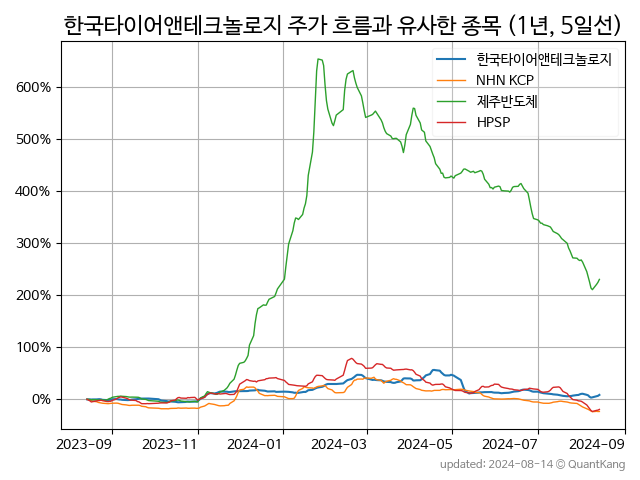 한국타이어앤테크놀로지 주가 흐름과 유사한 종목 (1년, 5일선)
한국타이어앤테크놀로지
NHN KCP
제주반도체
HPSP
600%
500%
400%
300%
200%
100%
0%
2023-09 2023-11 2024-01 2024-03 2024-05 2024-07 2024-09
updated: 2024-08-14 © QuantKang